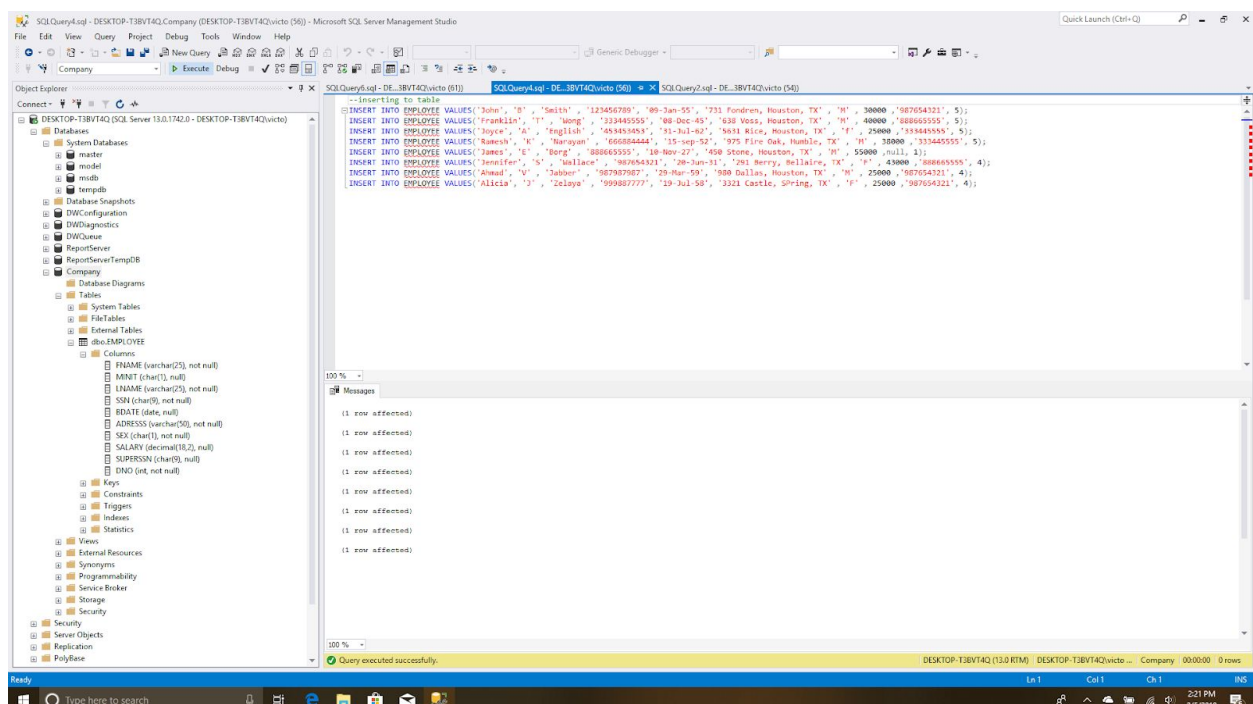 SQLQuery4.sql - DESKTOP-T3BVT4Q.Company (DESKTOP-T3BVT4Q\victo (56)) - Microsoft SQL Server Management Studio
Quick Launch (Ctrl+Q)
File Edit View Query Project Debug Tools Window Help
New Query
Generic Debugger
Company
Execute Debug
Object Explorer
SQLQuery6.sql - DE...3BVT4Q\victo (61))
SQLQuery4.sql - DE...3BVT4Q\victo (56))
SQLQuery2.sql - DE...3BVT4Q\victo (54))
Connect
DESKTOP-T3BVT4Q (SQL Server 13.0.1742.0 - DESKTOP-T3BVT4Q\victo)
Databases
System Databases
master
model
msdb
tempdb
Database Snapshots
DWConfiguration
DWDiagnostics
DWQueue
ReportServer
ReportServerTempDB
Company
Database Diagrams
Tables
System Tables
FileTables
External Tables
dbo.EMPLOYEE
Columns
FNAME (varchar(25), not null)
MINIT (char(1), null)
LNAME (varchar(25), not null)
SSN (char(9), not null)
BDATE (date, null)
ADRESSS (varchar(50), not null)
SEX (char(1), not null)
SALARY (decimal(18,2), null)
SUPERSSN (char(9), null)
DNO (int, not null)
Keys
Constraints
Triggers
Indexes
Statistics
Views
External Resources
Synonyms
Programmability
Service Broker
Storage
Security
Security
Server Objects
Replication
PolyBase
--inserting to table
INSERT INTO EMPLOYEE VALUES('John', 'B' , 'Smith' , '123456789', '09-Jan-55', '731 Fondren, Houston, TX' , 'M' , 30000 ,'987654321', 5);
INSERT INTO EMPLOYEE VALUES('Franklin', 'T' , 'Wong' , '333445555', '08-Dec-45', '638 Voss, Houston, TX' , 'M' , 40000 ,'888665555', 5);
INSERT INTO EMPLOYEE VALUES('Joyce', 'A' , 'English' , '453453453', '31-Jul-62', '5631 Rice, Houston, TX' , 'f' , 25000 ,'333445555', 5);
INSERT INTO EMPLOYEE VALUES('Ramesh', 'K' , 'Narayan' , '666884444', '15-sep-52', '975 Fire Oak, Humble, TX' , 'M' , 38000 ,'333445555', 5);
INSERT INTO EMPLOYEE VALUES('James', 'E' , 'Borg' , '888665555', '10-Nov-27', '450 Stone, Houston, TX' , 'M' , 55000 ,null, 1);
INSERT INTO EMPLOYEE VALUES('Jennifer', 'S' , 'Wallace' , '987654321', '20-Jun-31', '291 Berry, Bellaire, TX' , 'F' , 43000 ,'888665555', 4);
INSERT INTO EMPLOYEE VALUES('Ahmad', 'V' , 'Jabber' , '987987987', '29-Mar-59', '980 Dallas, Houston, TX' , 'M' , 25000 ,'987654321', 4);
INSERT INTO EMPLOYEE VALUES('Alicia', 'J' , 'Zelaya' , '999887777', '19-Jul-58', '3321 Castle, SPring, TX' , 'F' , 25000 ,'987654321', 4);
100 %
Messages
(1 row affected)
(1 row affected)
(1 row affected)
(1 row affected)
(1 row affected)
(1 row affected)
(1 row affected)
(1 row affected)
100 %
Query executed successfully.
DESKTOP-T3BVT4Q (13.0 RTM) DESKTOP-T3BVT4Q\victo ... Company 00:00:00 0 rows
Ready
Ln 1 Col 1 Ch 1 INS
Type here to search
2:21 PM